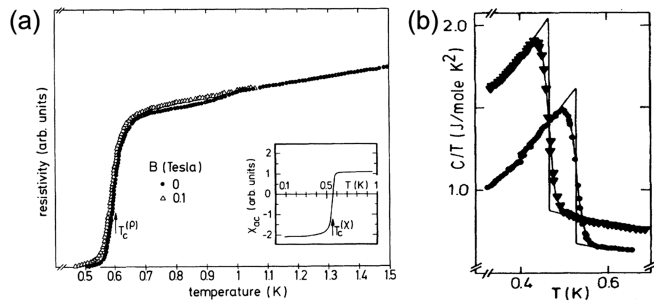 (a)
resistivity (arb. units)
B (Tesla)
• 0
△ 0.1
T_c^(ρ)
0.5 0.6 0.7 0.8 0.9 1 1.1 1.2 1.3 1.4 1.5
temperature (K)
χ_ac (arb. units)
2
1
0
-1
-2
0.1 0.5 1
T (K)
T_c^(χ)
(b)
C/T (J/mole K²)
2.0
1.0
0.4 0.6
T (K)